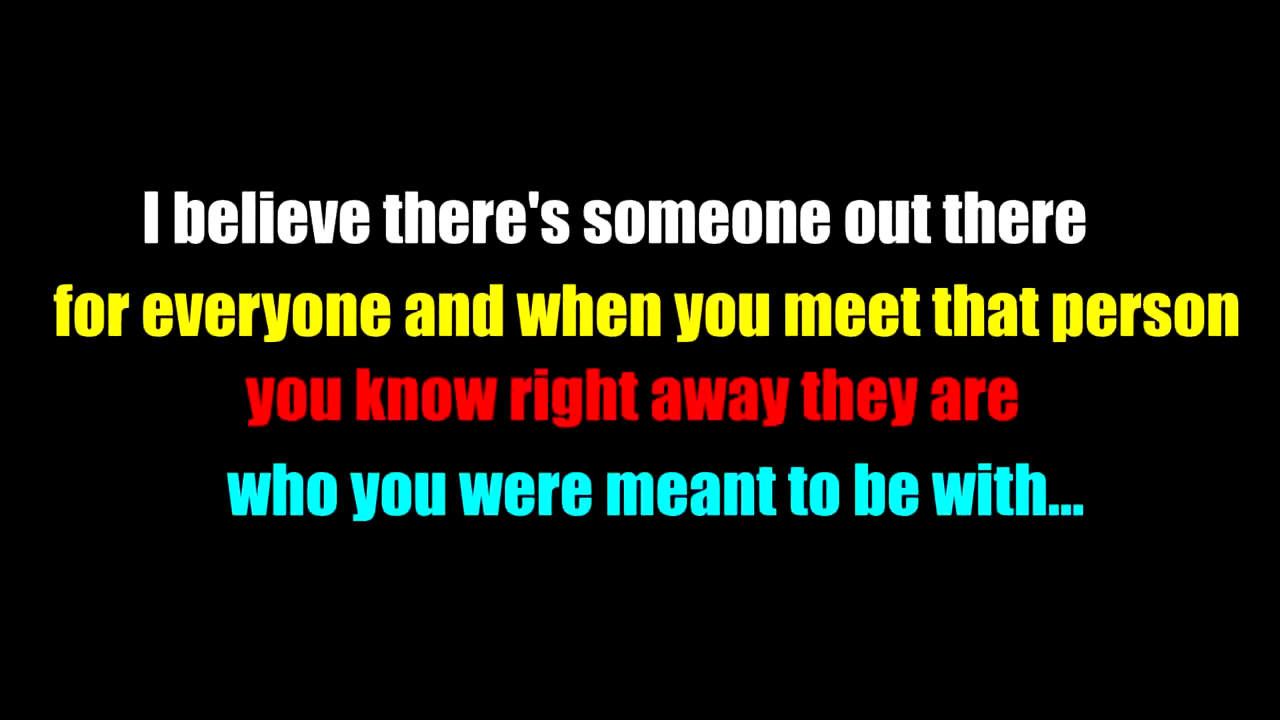 I believe there's someone out there
for everyone and when you meet that person
you know right away they are
who you were meant to be with...